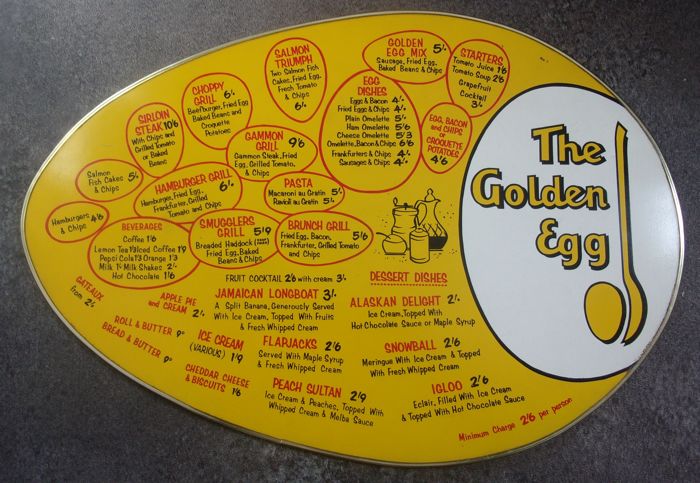 The
Golden
Egg
GOLDEN
EGG MIX 5/-
Sausage, Fried Egg,
Baked Beans & Chips
STARTERS
Tomato Juice 1'6
Tomato Soup 2'6
Grapefruit
Cocktail
3/-
SALMON
TRIUMPH
Two Salmon Fish
Cakes, Fried Egg,
Fresh Tomato
& Chips
6/-
EGG
DISHES
Egg & Bacon 4/-
Fried Egg & Chips 4/-
Plain Omelette 5/-
Ham Omelette 5'6
Cheese Omelette 5'3
Omelette, Bacon & Chips 6'6
Frankfurters & Chips 4/-
Sausages & Chips 4/-
EGG, BACON
and CHIPS
or
CROQUETTE
POTATOES
4'6
CHOPPY
GRILL 6/-
Beefburger, Fried Egg
Baked Beans and
Croquette
Potatoes
SIRLOIN
STEAK 10'6
With Chips and
Grilled Tomato
or Baked
Beans
GAMMON
GRILL 9'6
Gammon Steak, Fried
Egg, Grilled Tomato,
& Chips
Salmon
Fish Cakes 5/-
& Chips
HAMBURGER GRILL
Hamburger, Fried Egg, 6/-
Frankfurter, Grilled
Tomato and Chips
PASTA
Macaroni au Gratin 5/-
Ravioli au Gratin 5/-
Hamburgers 4'6
& Chips
BEVERAGES
Coffee 1'6
Lemon Tea 1'3 Iced Coffee 1'9
Pepsi Cola 1'3 Orange 1'3
Milk 1/- Milk Shakes 2/-
Hot Chocolate 1'6
SMUGGLERS
GRILL 5'9
Breaded Haddock
Fried Egg, Baked
Beans & Chips
BRUNCH GRILL
Fried Egg, Bacon, 5/6
Frankfurter, Grilled Tomato
and Chips
FRUIT COCKTAIL 2'6 with cream 3/-
DESSERT DISHES
GATEAUX
from 2/-
APPLE PIE
and CREAM 2/-
JAMAICAN LONGBOAT 3/-
A Split Banana, Generously Served
With Ice Cream, Topped With Fruits
& Fresh Whipped Cream
ALASKAN DELIGHT 2/-
Ice Cream, Topped With
Hot Chocolate Sauce or Maple Syrup
ROLL & BUTTER 9ᴰ
BREAD & BUTTER 9ᴰ
ICE CREAM
(VARIOUS) 1'9
FLAPJACKS 2'6
Served With Maple Syrup
& Fresh Whipped Cream
SNOWBALL 2'6
Meringue With Ice Cream & Topped
With Fresh Whipped Cream
CHEDDAR CHEESE
& BISCUITS 1'6
PEACH SULTAN 2'9
Ice Cream & Peaches, Topped With
Whipped Cream & Melba Sauce
IGLOO 2'6
Eclair, Filled With Ice Cream
& Topped With Hot Chocolate Sauce
Minimum Charge 2'6 per person